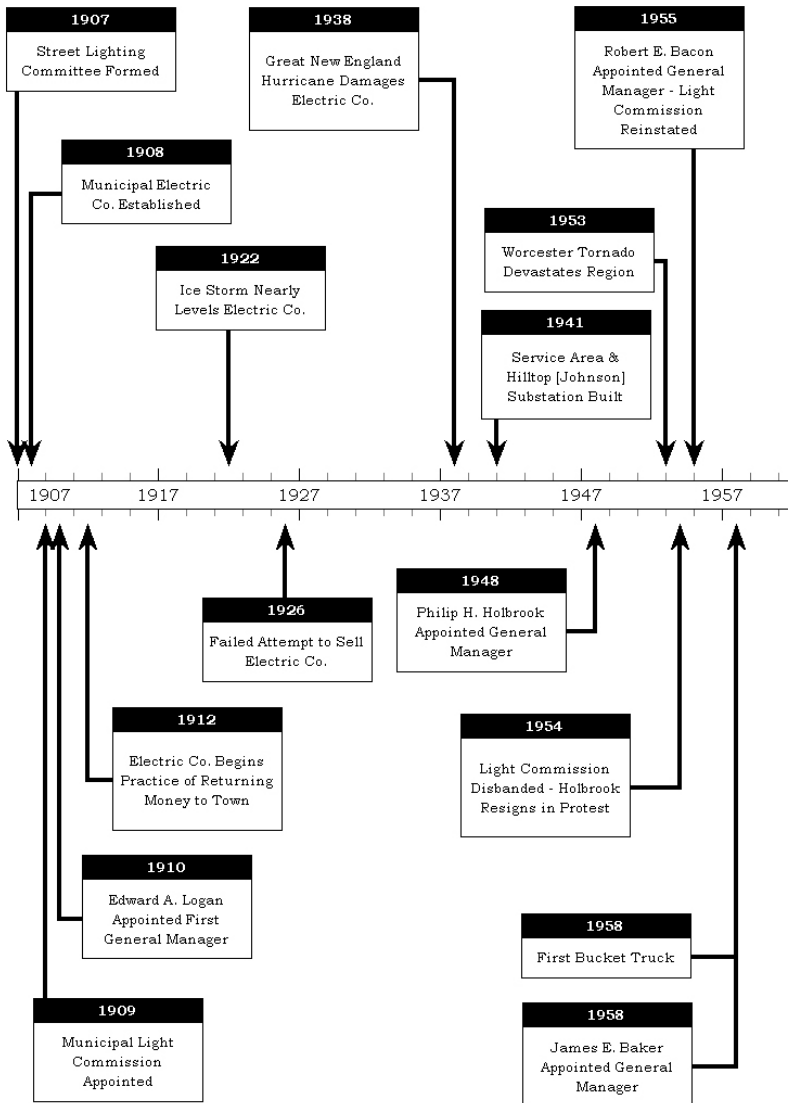 1907
Street Lighting
Committee Formed
1938
Great New England
Hurricane Damages
Electric Co.
1955
Robert E. Bacon
Appointed General
Manager - Light
Commission
Reinstated
1908
Municipal Electric
Co. Established
1922
Ice Storm Nearly
Levels Electric Co.
1953
Worcester Tornado
Devastates Region
1941
Service Area &
Hilltop [Johnson]
Substation Built
1907 1917 1927 1937 1947 1957
1926
Failed Attempt to Sell
Electric Co.
1948
Philip H. Holbrook
Appointed General
Manager
1912
Electric Co. Begins
Practice of Returning
Money to Town
1954
Light Commission
Disbanded - Holbrook
Resigns in Protest
1910
Edward A. Logan
Appointed First
General Manager
1958
First Bucket Truck
1909
Municipal Light
Commission
Appointed
1958
James E. Baker
Appointed General
Manager